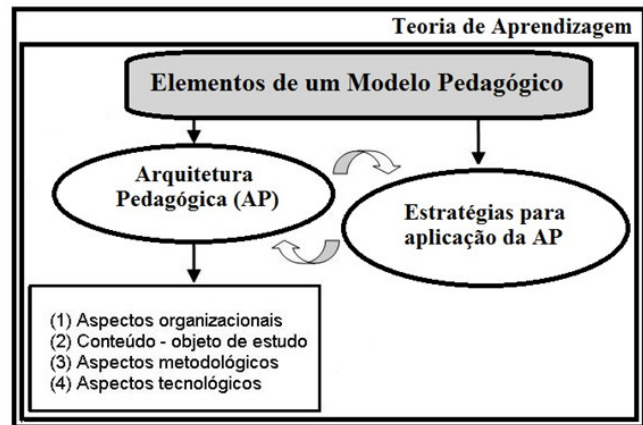 Teoria de Aprendizagem
Elementos de um Modelo Pedagógico
Arquitetura
Pedagógica (AP)
Estratégias para
aplicação da AP
(1) Aspectos organizacionais
(2) Conteúdo - objeto de estudo
(3) Aspectos metodológicos
(4) Aspectos tecnológicos